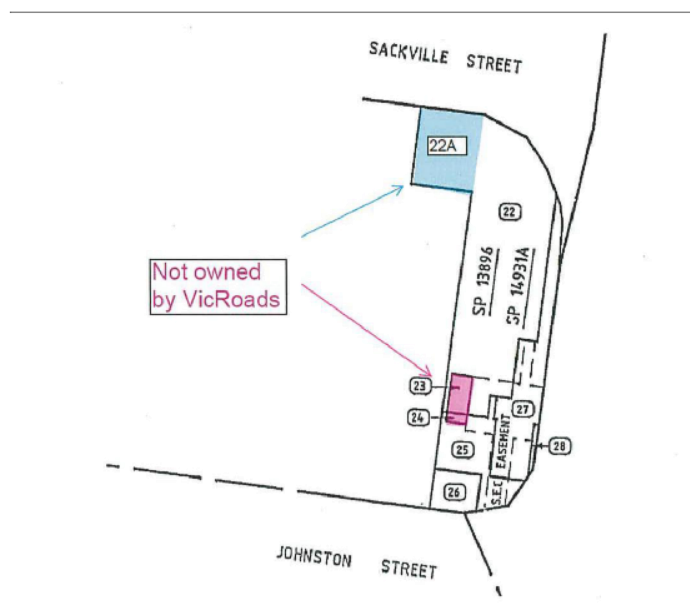 SACKVILLE STREET
22A
22
SP 13896
SP 14931A
Not owned
by VicRoads
23
24
27
25
28
S.E.C EASEMENT
26
JOHNSTON STREET